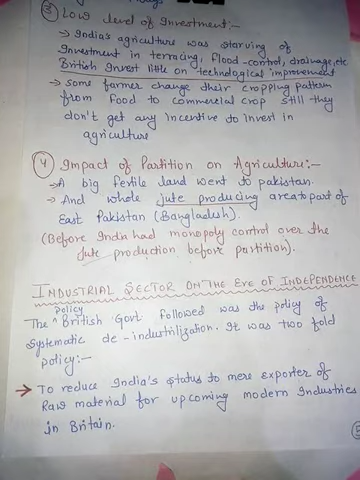 ③ Low level of Investment:-
→ India's agriculture was starving of
Investment in terracing, Flood-control, drainage, etc
British Invest little on technological improvement
→ Some farmer change their cropping pattern
from Food to commercial crop still they
don't get any incentive to invest in
agriculture
④ Impact of Partition on Agriculture:-
→ A big fertile land went to pakistan.
→ And whole jute producing area to part of
East Pakistan (Bangladesh).
(Before India had monopoly control over the
Jute production before partition).
INDUSTRIAL SECTOR ON THE EVE OF INDEPENDENCE
policy
The British Govt followed was the policy of
systematic de-industrilization. It was two fold
policy:-
→ To reduce India's status to mere exporter of
Raw material for upcoming modern Industries
in Britain.